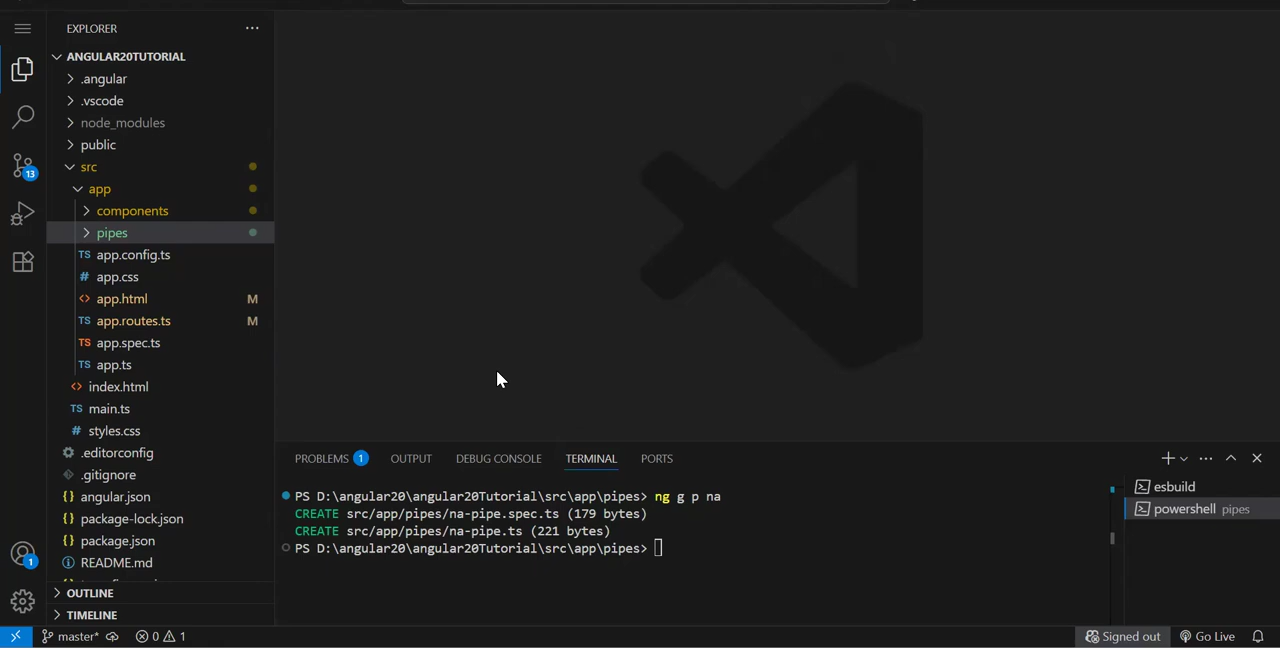 EXPLORER
ANGULAR20TUTORIAL
.angular
.vscode
node_modules
public
src
app
components
pipes
TS app.config.ts
# app.css
<> app.html M
TS app.routes.ts M
TS app.spec.ts
TS app.ts
<> index.html
TS main.ts
# styles.css
.editorconfig
.gitignore
{} angular.json
{} package-lock.json
{} package.json
README.md
OUTLINE
TIMELINE
13
1
PROBLEMS 1 OUTPUT DEBUG CONSOLE TERMINAL PORTS
PS D:\angular20\angular20Tutorial\src\app\pipes> ng g p na
CREATE src/app/pipes/na-pipe.spec.ts (179 bytes)
CREATE src/app/pipes/na-pipe.ts (221 bytes)
PS D:\angular20\angular20Tutorial\src\app\pipes>
esbuild
powershell pipes
master* 0 1 Signed out Go Live